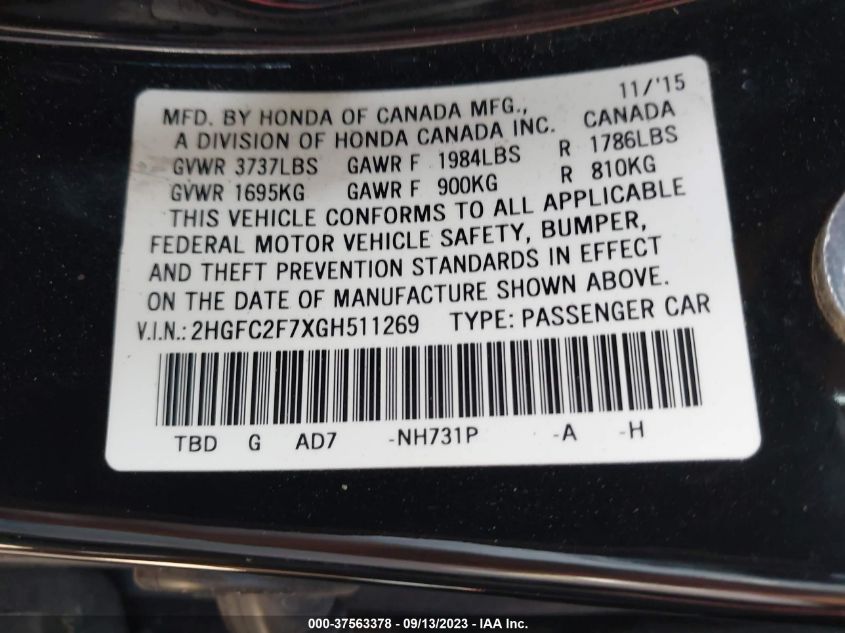 11/'15
MFD. BY HONDA OF CANADA MFG., CANADA
A DIVISION OF HONDA CANADA INC.
GVWR 3737LBS GAWR F 1984LBS R 1786LBS
GVWR 1695KG GAWR F 900KG R 810KG
THIS VEHICLE CONFORMS TO ALL APPLICABLE
FEDERAL MOTOR VEHICLE SAFETY, BUMPER,
AND THEFT PREVENTION STANDARDS IN EFFECT
ON THE DATE OF MANUFACTURE SHOWN ABOVE.
V.I.N.: 2HGFC2F7XGH511269 TYPE: PASSENGER CAR
TBD G AD7 -NH731P -A -H
000-37563378 - 09/13/2023 - IAA Inc.